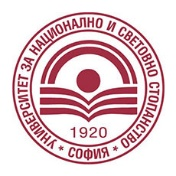 УНИВЕРСИТЕТ ЗА НАЦИОНАЛНО И СВЕТОВНО СТОПАНСТВО
1920
* СОФИЯ *